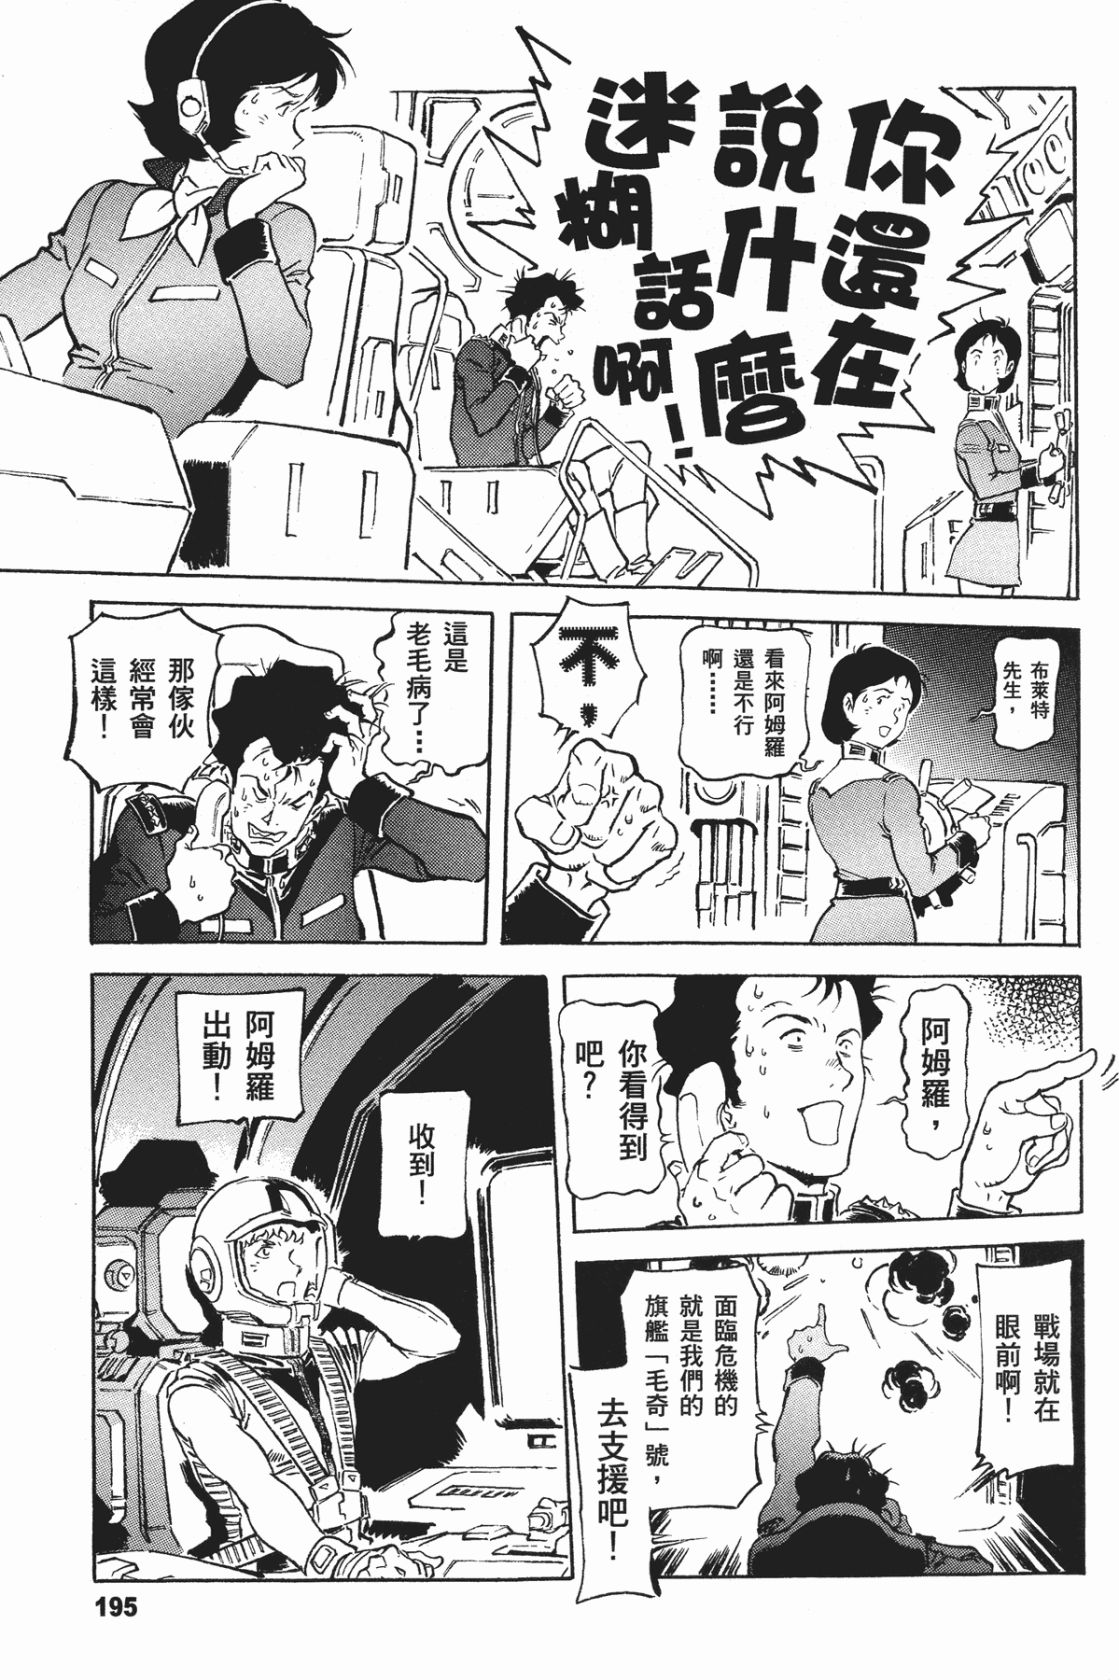 你還在
說什麼
迷糊話啊！
布萊特
先生，
看來阿姆羅
還是不行
啊……
不，
這是
老毛病了…
那傢伙
經常會
這樣！
阿姆羅，
你看得到
吧？
戰場就在
眼前啊！
面臨危機的
就是我們的
旗艦「毛奇」號，
去支援吧！
收到！
阿姆羅
出動！
195